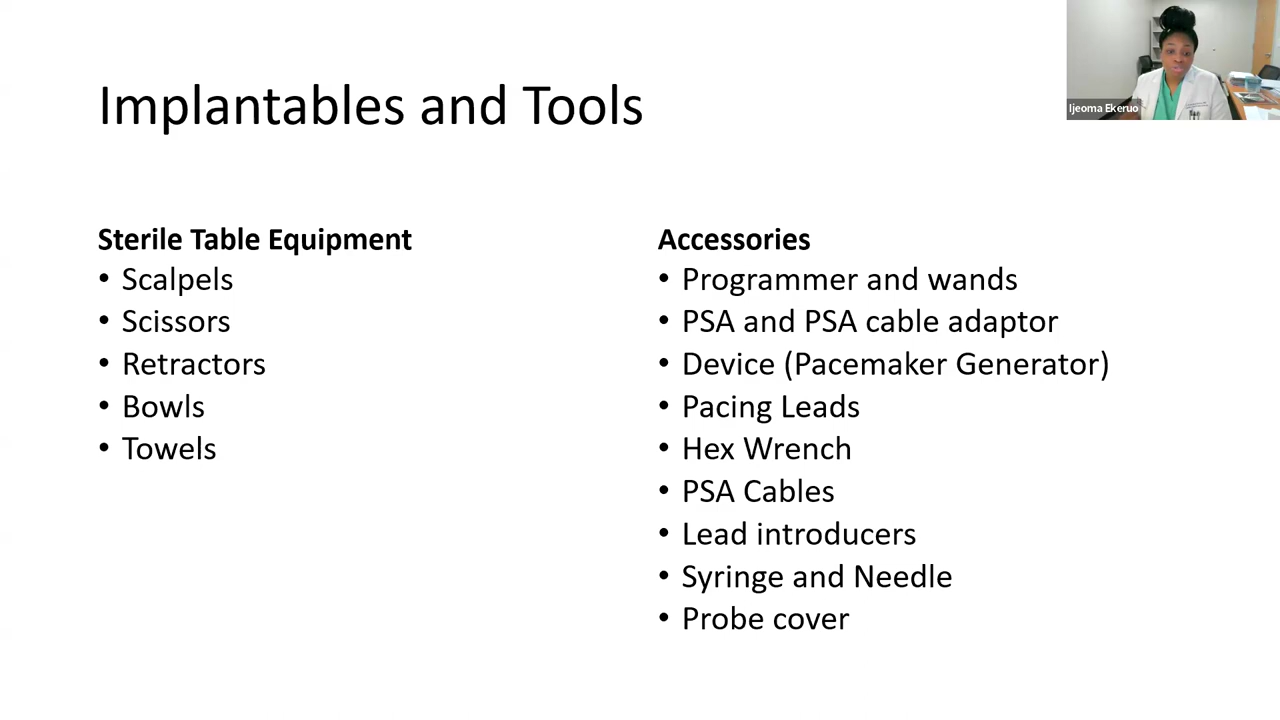 Implantables and Tools
Ijeoma Ekeruo
Sterile Table Equipment
• Scalpels
• Scissors
• Retractors
• Bowls
• Towels
Accessories
• Programmer and wands
• PSA and PSA cable adaptor
• Device (Pacemaker Generator)
• Pacing Leads
• Hex Wrench
• PSA Cables
• Lead introducers
• Syringe and Needle
• Probe cover